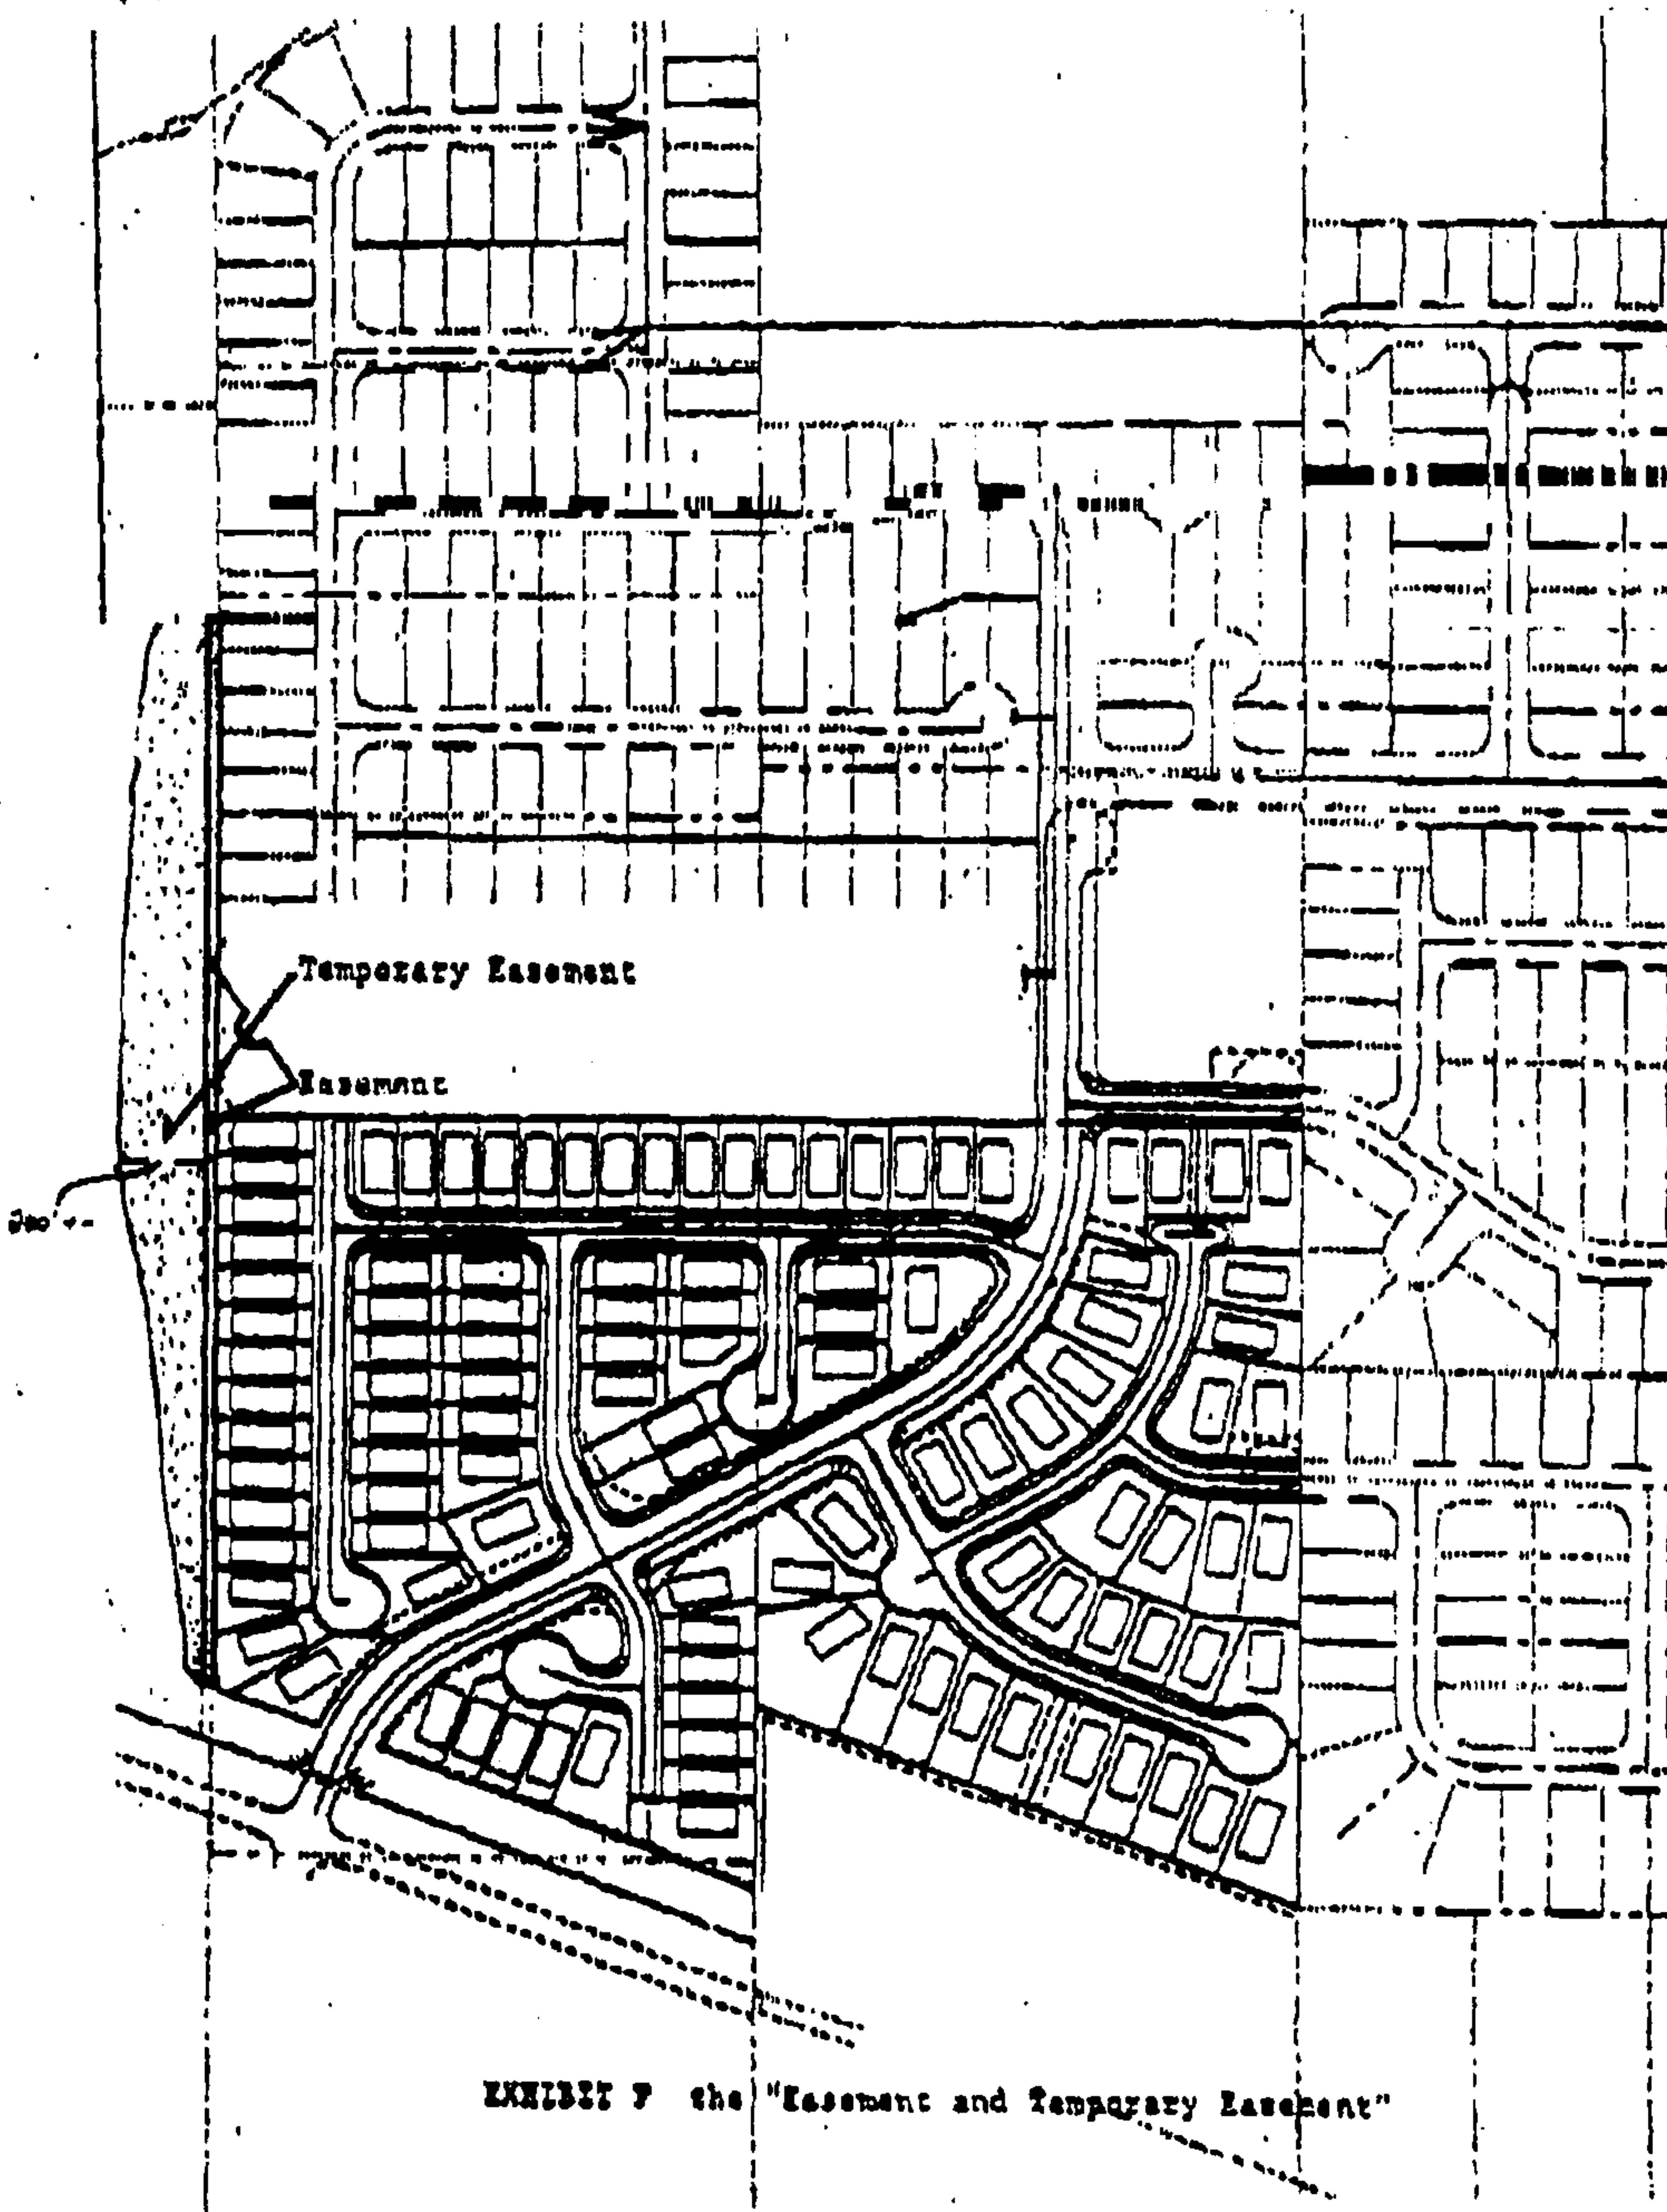 Temporary Easement
Easement
EXHIBIT F the "Easement and Temporary Easement"